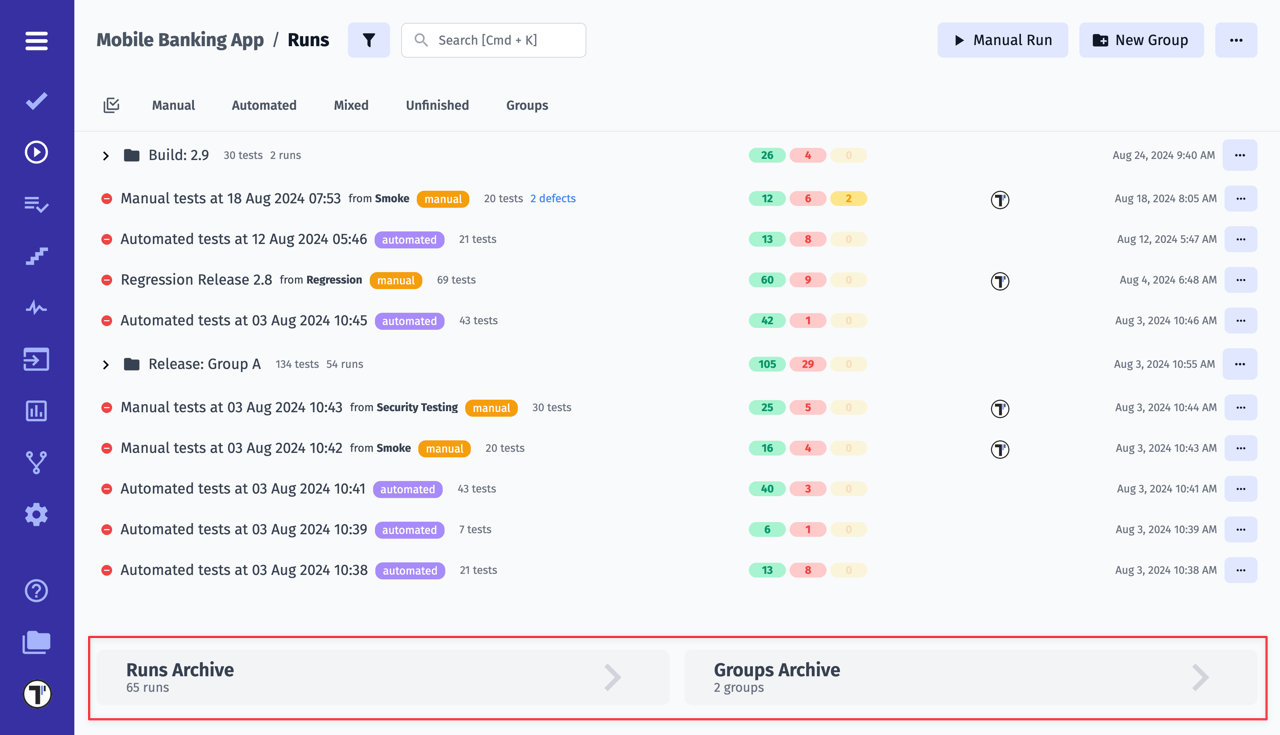 Mobile Banking App / Runs Search [Cmd + K] Manual Run New Group ...
Manual Automated Mixed Unfinished Groups
Build: 2.9 30 tests 2 runs 26 4 0 Aug 24, 2024 9:40 AM ...
Manual tests at 18 Aug 2024 07:53 from Smoke manual 20 tests 2 defects 12 6 2 T Aug 18, 2024 8:05 AM ...
Automated tests at 12 Aug 2024 05:46 automated 21 tests 13 8 0 Aug 12, 2024 5:47 AM ...
Regression Release 2.8 from Regression manual 69 tests 60 9 0 T Aug 4, 2024 6:48 AM ...
Automated tests at 03 Aug 2024 10:45 automated 43 tests 42 1 0 Aug 3, 2024 10:46 AM ...
Release: Group A 134 tests 54 runs 105 29 0 Aug 3, 2024 10:55 AM ...
Manual tests at 03 Aug 2024 10:43 from Security Testing manual 30 tests 25 5 0 T Aug 3, 2024 10:44 AM ...
Manual tests at 03 Aug 2024 10:42 from Smoke manual 20 tests 16 4 0 T Aug 3, 2024 10:43 AM ...
Automated tests at 03 Aug 2024 10:41 automated 43 tests 40 3 0 Aug 3, 2024 10:41 AM ...
Automated tests at 03 Aug 2024 10:39 automated 7 tests 6 1 0 Aug 3, 2024 10:39 AM ...
Automated tests at 03 Aug 2024 10:38 automated 21 tests 13 8 0 Aug 3, 2024 10:38 AM ...
Runs Archive
65 runs
Groups Archive
2 groups
T